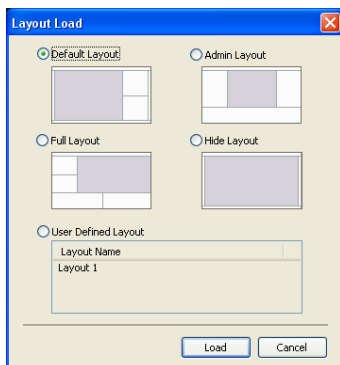 Layout Load
Default Layout
Admin Layout
Full Layout
Hide Layout
User Defined Layout
Layout Name
Layout 1
Load
Cancel